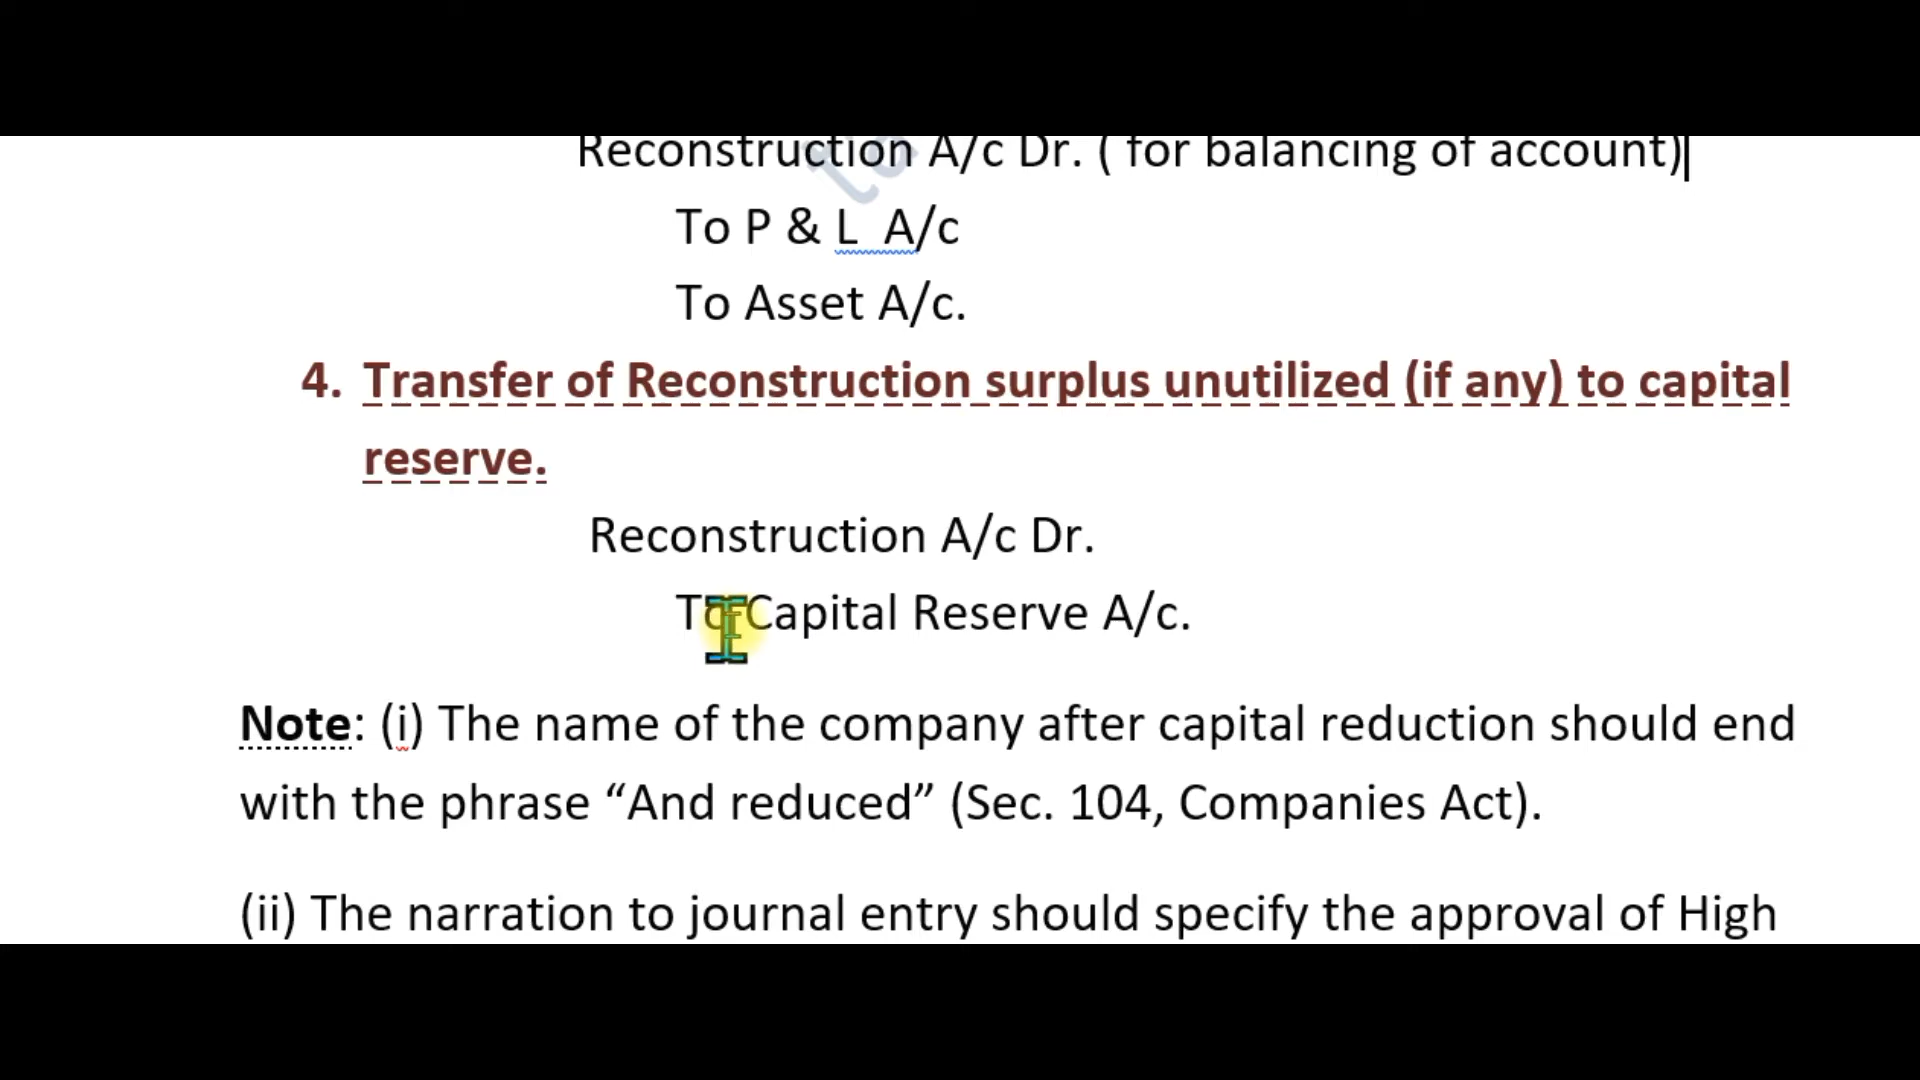 Reconstruction A/c Dr. ( for balancing of account)
To P & L A/c
To Asset A/c.
4. Transfer of Reconstruction surplus unutilized (if any) to capital
reserve.
Reconstruction A/c Dr.
To Capital Reserve A/c.
Note: (i) The name of the company after capital reduction should end
with the phrase “And reduced” (Sec. 104, Companies Act).
(ii) The narration to journal entry should specify the approval of High